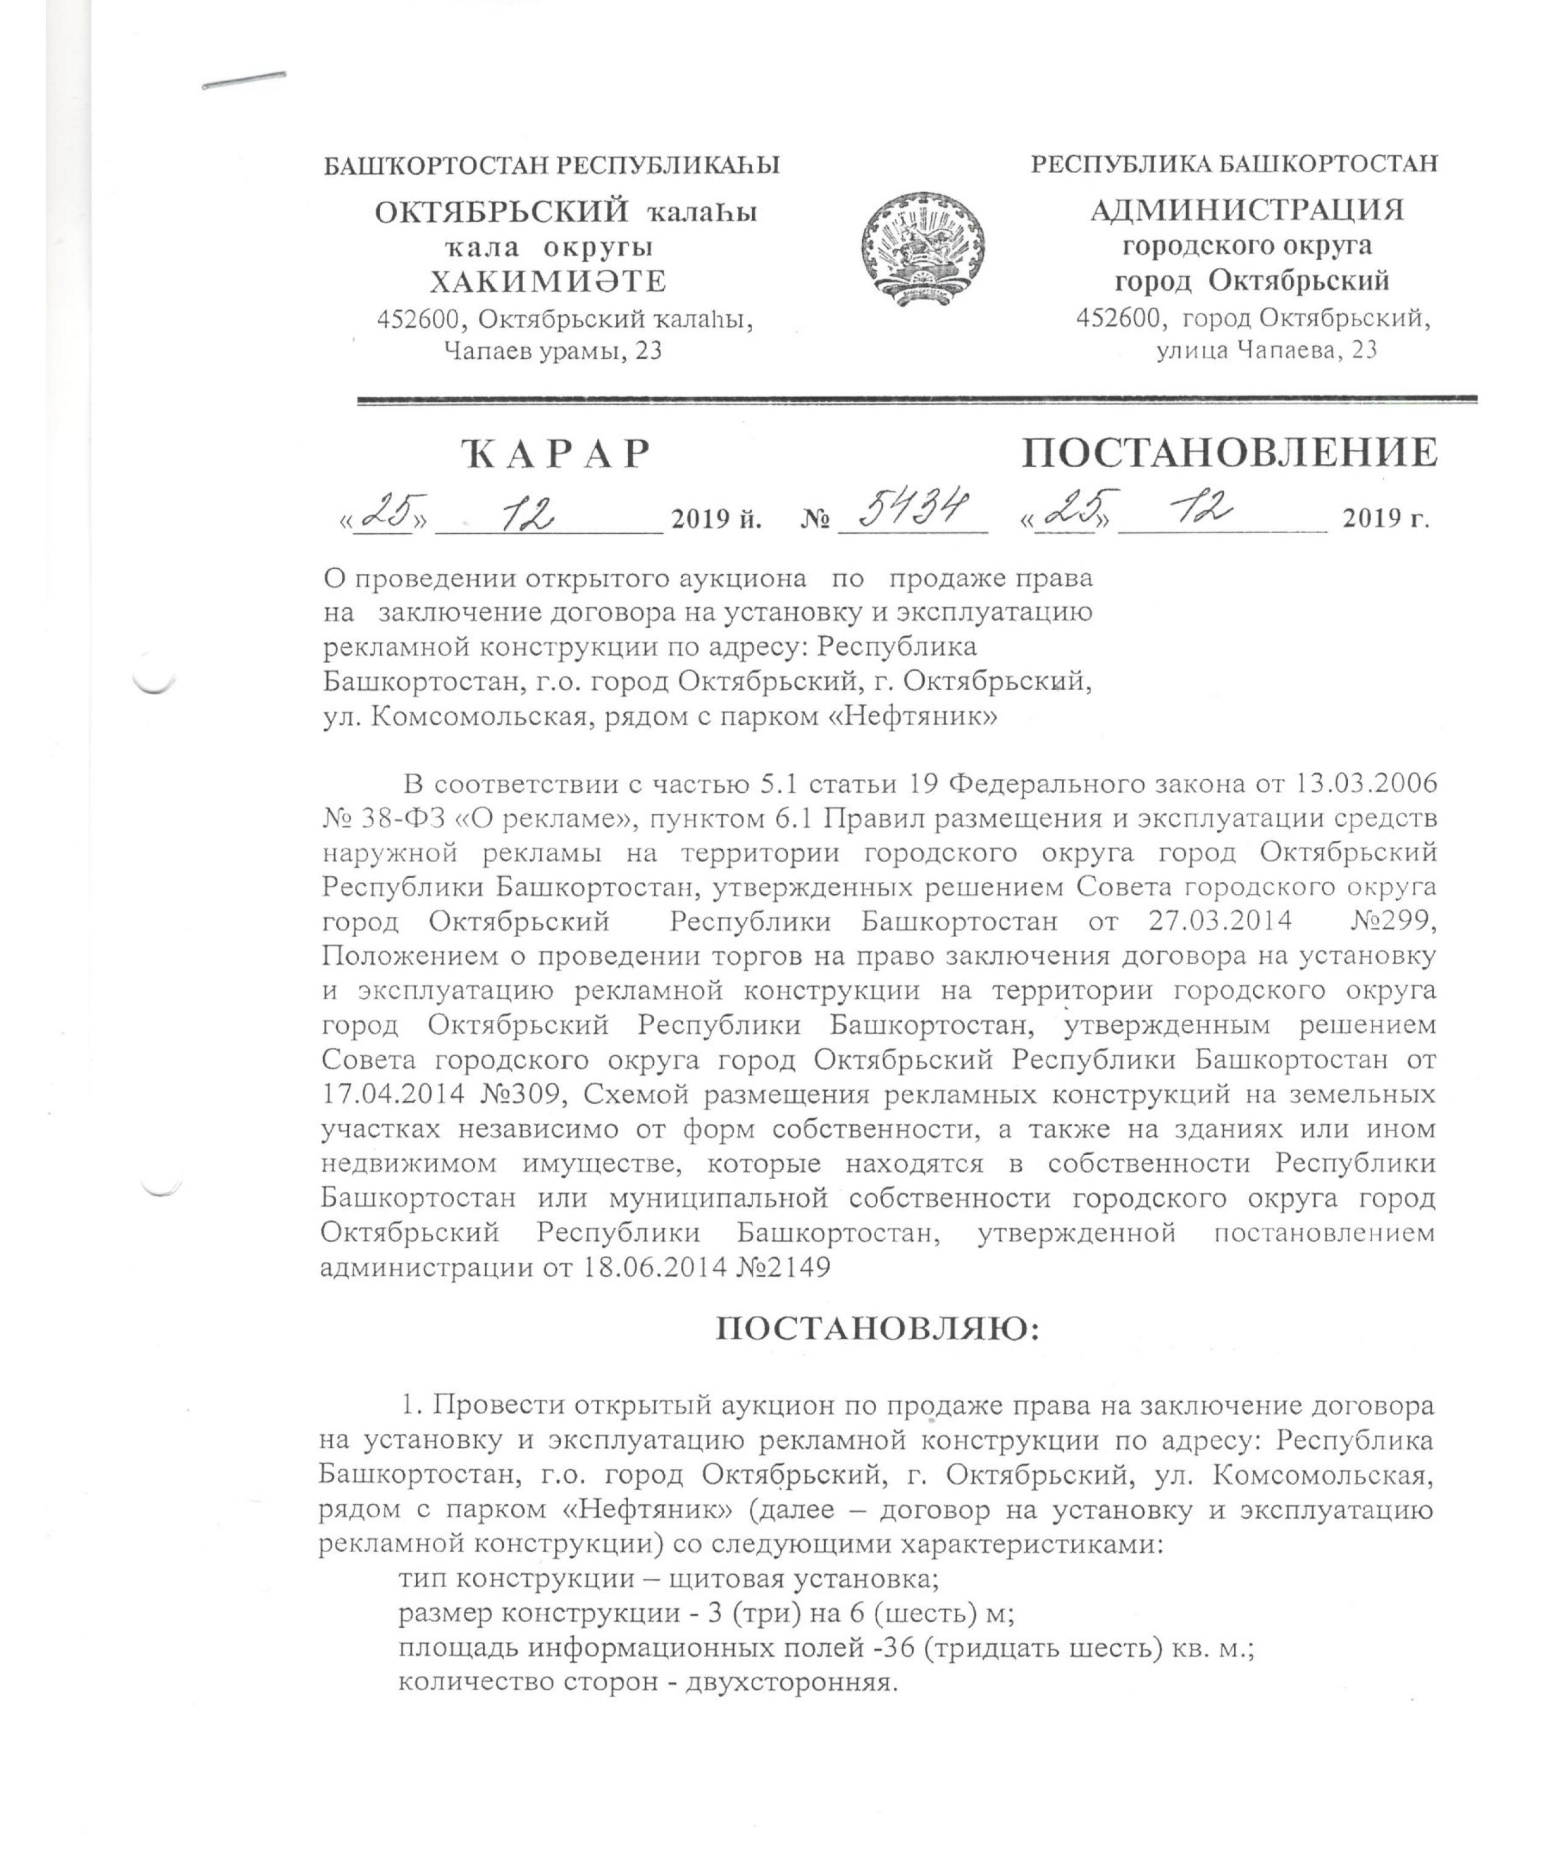 БАШҠОРТОСТАН РЕСПУБЛИКАҺЫ
ОКТЯБРЬСКИЙ ҡалаһы
ҡала округы
ХАКИМИӘТЕ
452600, Октябрьский ҡалаһы,
Чапаев урамы, 23
РЕСПУБЛИКА БАШКОРТОСТАН
АДМИНИСТРАЦИЯ
городского округа
город Октябрьский
452600, город Октябрьский,
улица Чапаева, 23
ҠАРАР
ПОСТАНОВЛЕНИЕ
«25» 12 2019 й. № 5434 «25» 12 2019 г.
О проведении открытого аукциона по продаже права
на заключение договора на установку и эксплуатацию
рекламной конструкции по адресу: Республика
Башкортостан, г.о. город Октябрьский, г. Октябрьский,
ул. Комсомольская, рядом с парком «Нефтяник»
В соответствии с частью 5.1 статьи 19 Федерального закона от 13.03.2006
№ 38-ФЗ «О рекламе», пунктом 6.1 Правил размещения и эксплуатации средств
наружной рекламы на территории городского округа город Октябрьский
Республики Башкортостан, утвержденных решением Совета городского округа
город Октябрьский Республики Башкортостан от 27.03.2014 №299,
Положением о проведении торгов на право заключения договора на установку
и эксплуатацию рекламной конструкции на территории городского округа
город Октябрьский Республики Башкортостан, утвержденным решением
Совета городского округа город Октябрьский Республики Башкортостан от
17.04.2014 №309, Схемой размещения рекламных конструкций на земельных
участках независимо от форм собственности, а также на зданиях или ином
недвижимом имуществе, которые находятся в собственности Республики
Башкортостан или муниципальной собственности городского округа город
Октябрьский Республики Башкортостан, утвержденной постановлением
администрации от 18.06.2014 №2149
ПОСТАНОВЛЯЮ:
1. Провести открытый аукцион по продаже права на заключение договора
на установку и эксплуатацию рекламной конструкции по адресу: Республика
Башкортостан, г.о. город Октябрьский, г. Октябрьский, ул. Комсомольская,
рядом с парком «Нефтяник» (далее – договор на установку и эксплуатацию
рекламной конструкции) со следующими характеристиками:
тип конструкции – щитовая установка;
размер конструкции - 3 (три) на 6 (шесть) м;
площадь информационных полей -36 (тридцать шесть) кв. м.;
количество сторон - двухсторонняя.